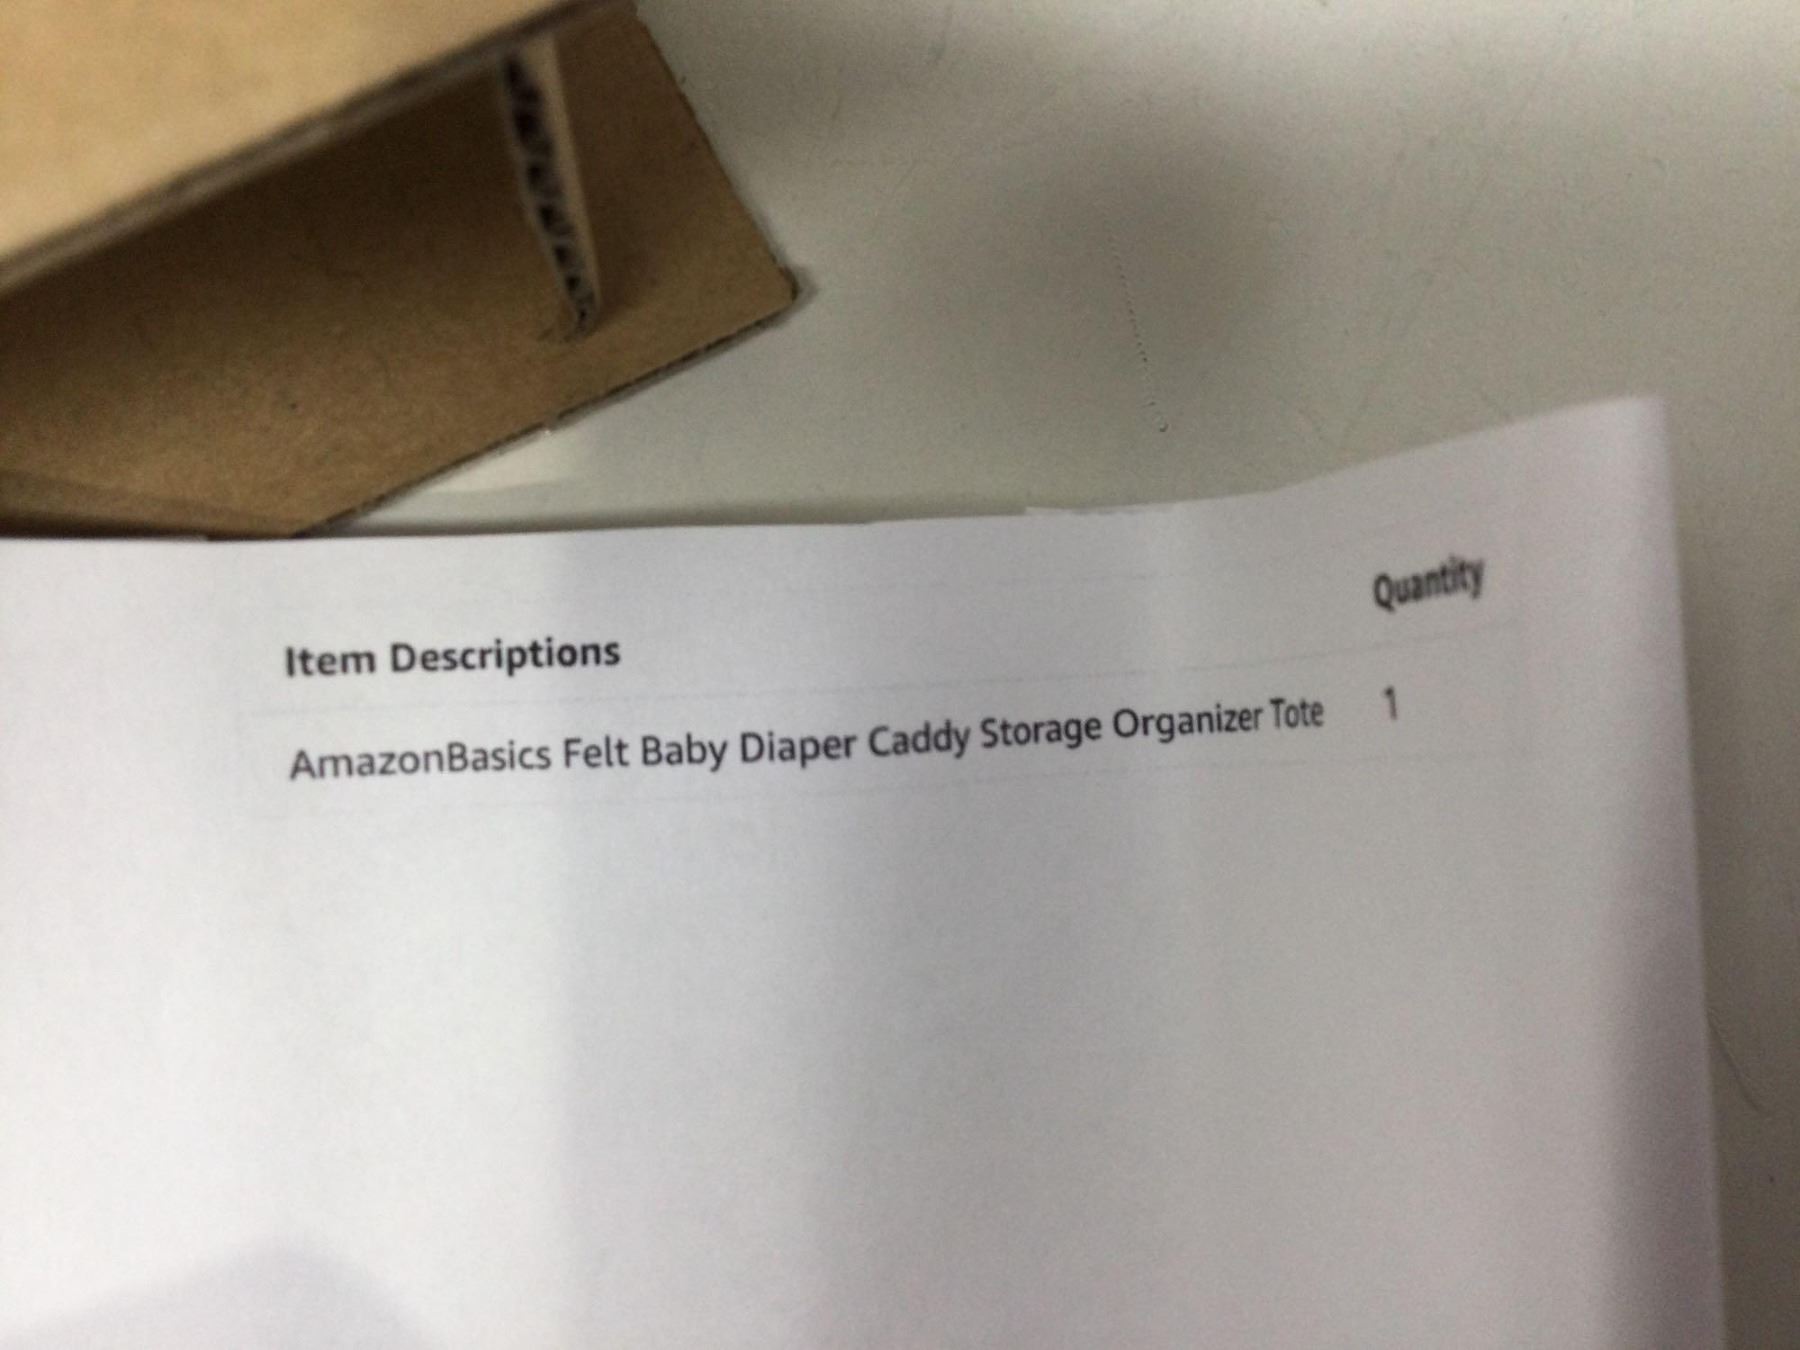 Item Descriptions Quantity
AmazonBasics Felt Baby Diaper Caddy Storage Organizer Tote 1